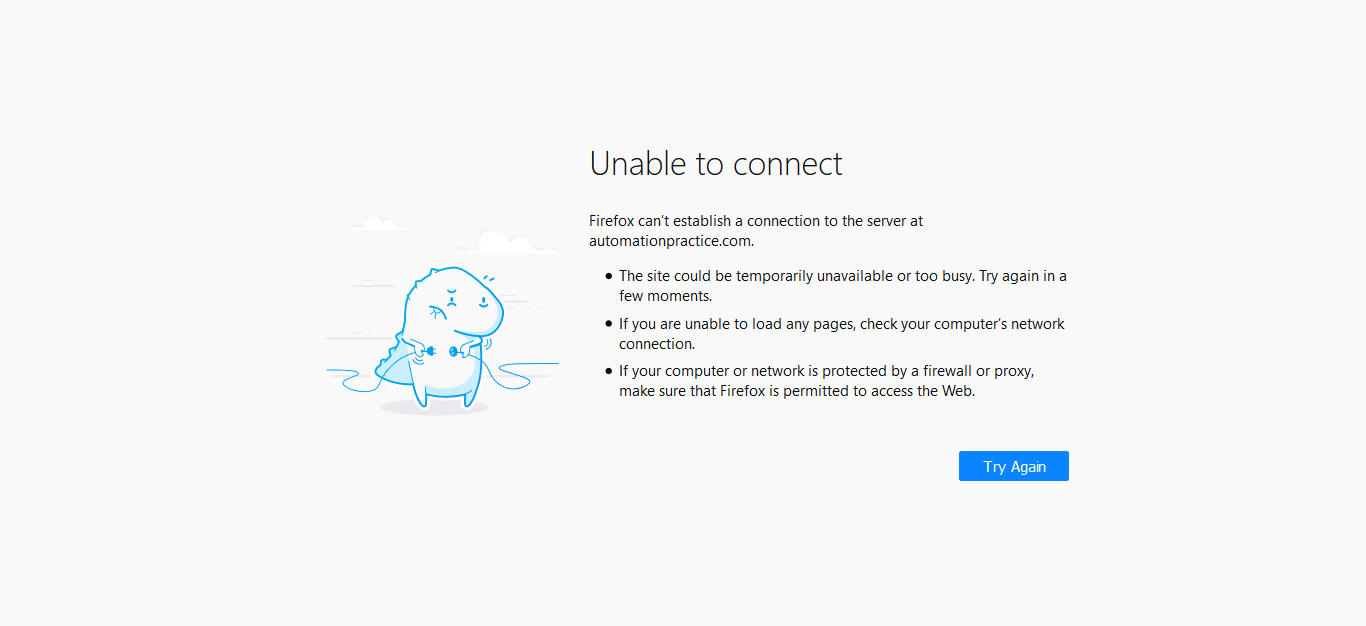 Unable to connect
Firefox can’t establish a connection to the server at
automationpractice.com.
The site could be temporarily unavailable or too busy. Try again in a
few moments.
If you are unable to load any pages, check your computer’s network
connection.
If your computer or network is protected by a firewall or proxy,
make sure that Firefox is permitted to access the Web.
Try Again